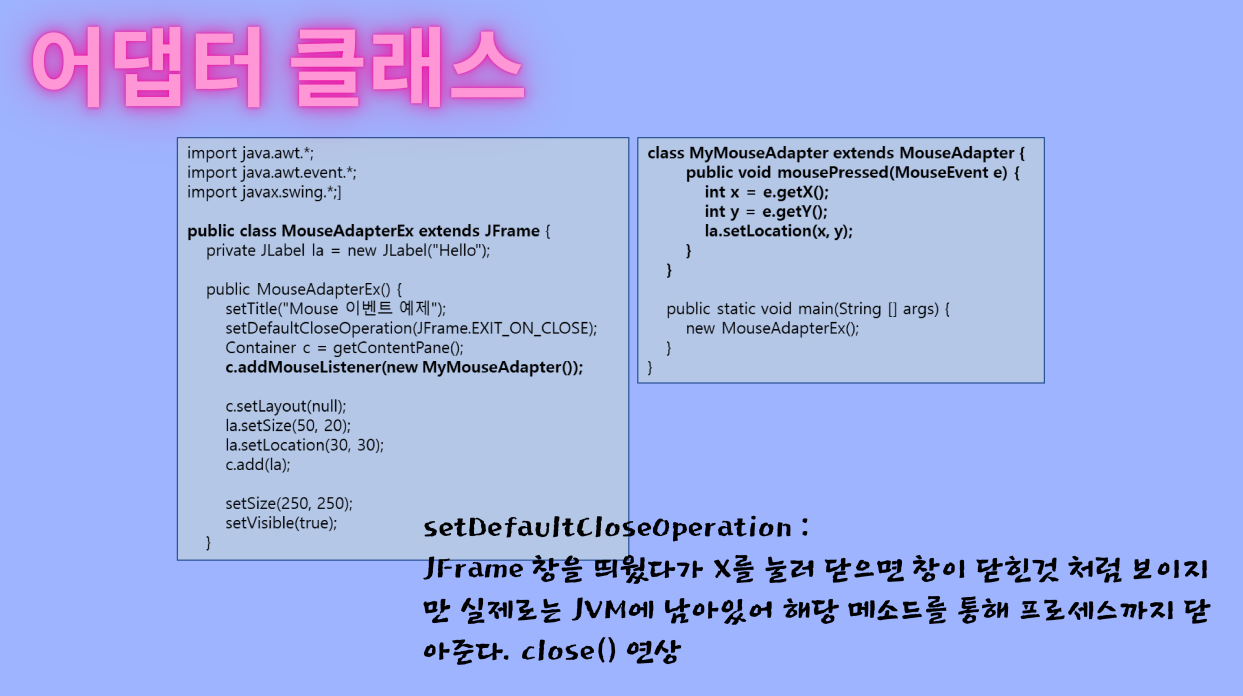 어댑터 클래스
import java.awt.*;
import java.awt.event.*;
import javax.swing.*;]
public class MouseAdapterEx extends JFrame {
private JLabel la = new JLabel("Hello");
public MouseAdapterEx() {
setTitle("Mouse 이벤트 예제");
setDefaultCloseOperation(JFrame.EXIT_ON_CLOSE);
Container c = getContentPane();
c.addMouseListener(new MyMouseAdapter());
c.setLayout(null);
la.setSize(50, 20);
la.setLocation(30, 30);
c.add(la);
setSize(250, 250);
setVisible(true);
}
class MyMouseAdapter extends MouseAdapter {
public void mousePressed(MouseEvent e) {
int x = e.getX();
int y = e.getY();
la.setLocation(x, y);
}
}
public static void main(String [] args) {
new MouseAdapterEx();
}
}
setDefaultCloseOperation :
JFrame 창을 띄웠다가 X를 눌러 닫으면 창이 닫힌것 처럼 보이지
만 실제로는 JVM에 남아있어 해당 메소드를 통해 프로세스까지 닫
아준다. close() 연상